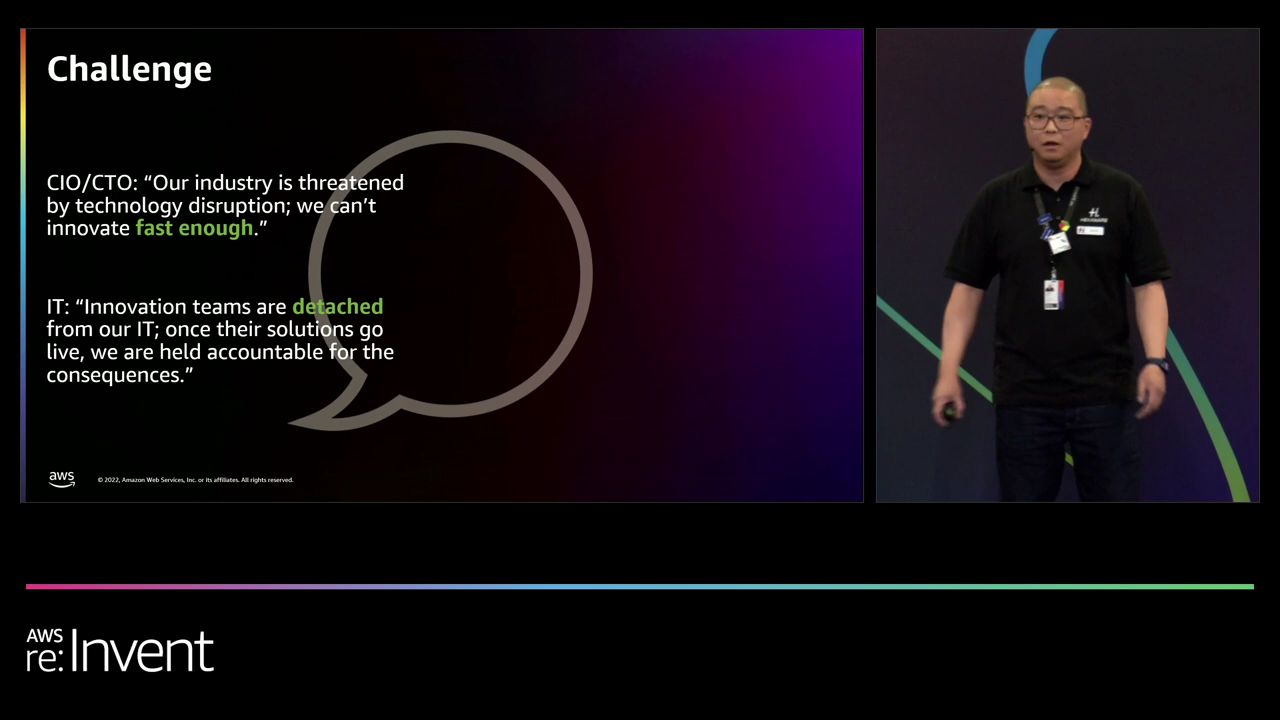 Challenge
CIO/CTO: “Our industry is threatened
by technology disruption; we can’t
innovate fast enough.”
IT: “Innovation teams are detached
from our IT; once their solutions go
live, we are held accountable for the
consequences.”
aws
© 2022, Amazon Web Services, Inc. or its affiliates. All rights reserved.
HEXAWARE
AWS
re:Invent